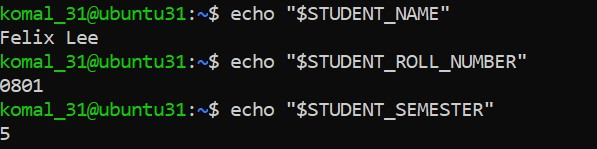 komal_31@ubuntu31:~$ echo "$STUDENT_NAME"
Felix Lee
komal_31@ubuntu31:~$ echo "$STUDENT_ROLL_NUMBER"
0801
komal_31@ubuntu31:~$ echo "$STUDENT_SEMESTER"
5